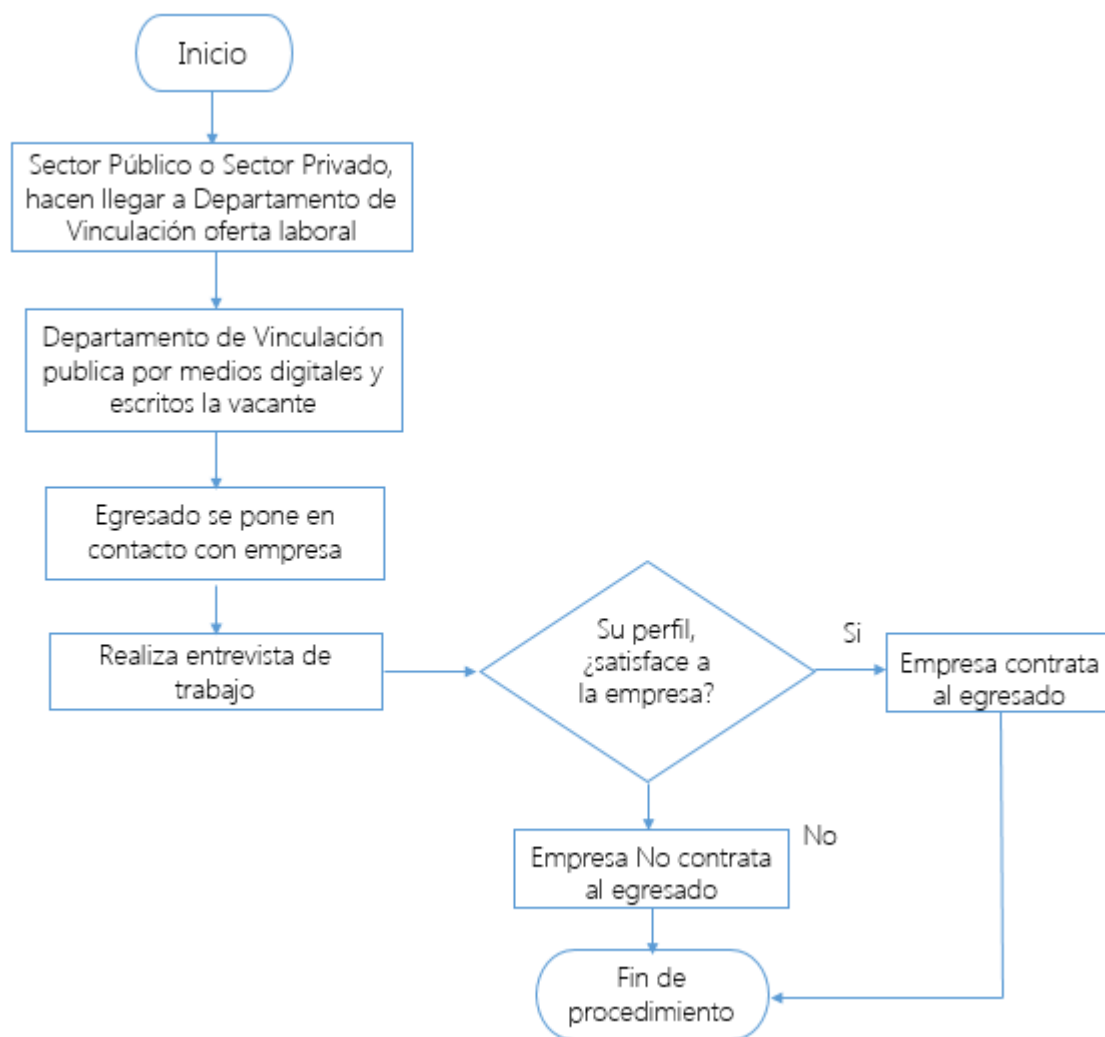 Inicio
Sector Público o Sector Privado,
hacen llegar a Departamento de
Vinculación oferta laboral
Departamento de Vinculación
publica por medios digitales y
escritos la vacante
Egresado se pone en
contacto con empresa
Realiza entrevista de
trabajo
Su perfil,
¿satisface a
la empresa?
Si
Empresa contrata
al egresado
No
Empresa No contrata
al egresado
Fin de
procedimiento